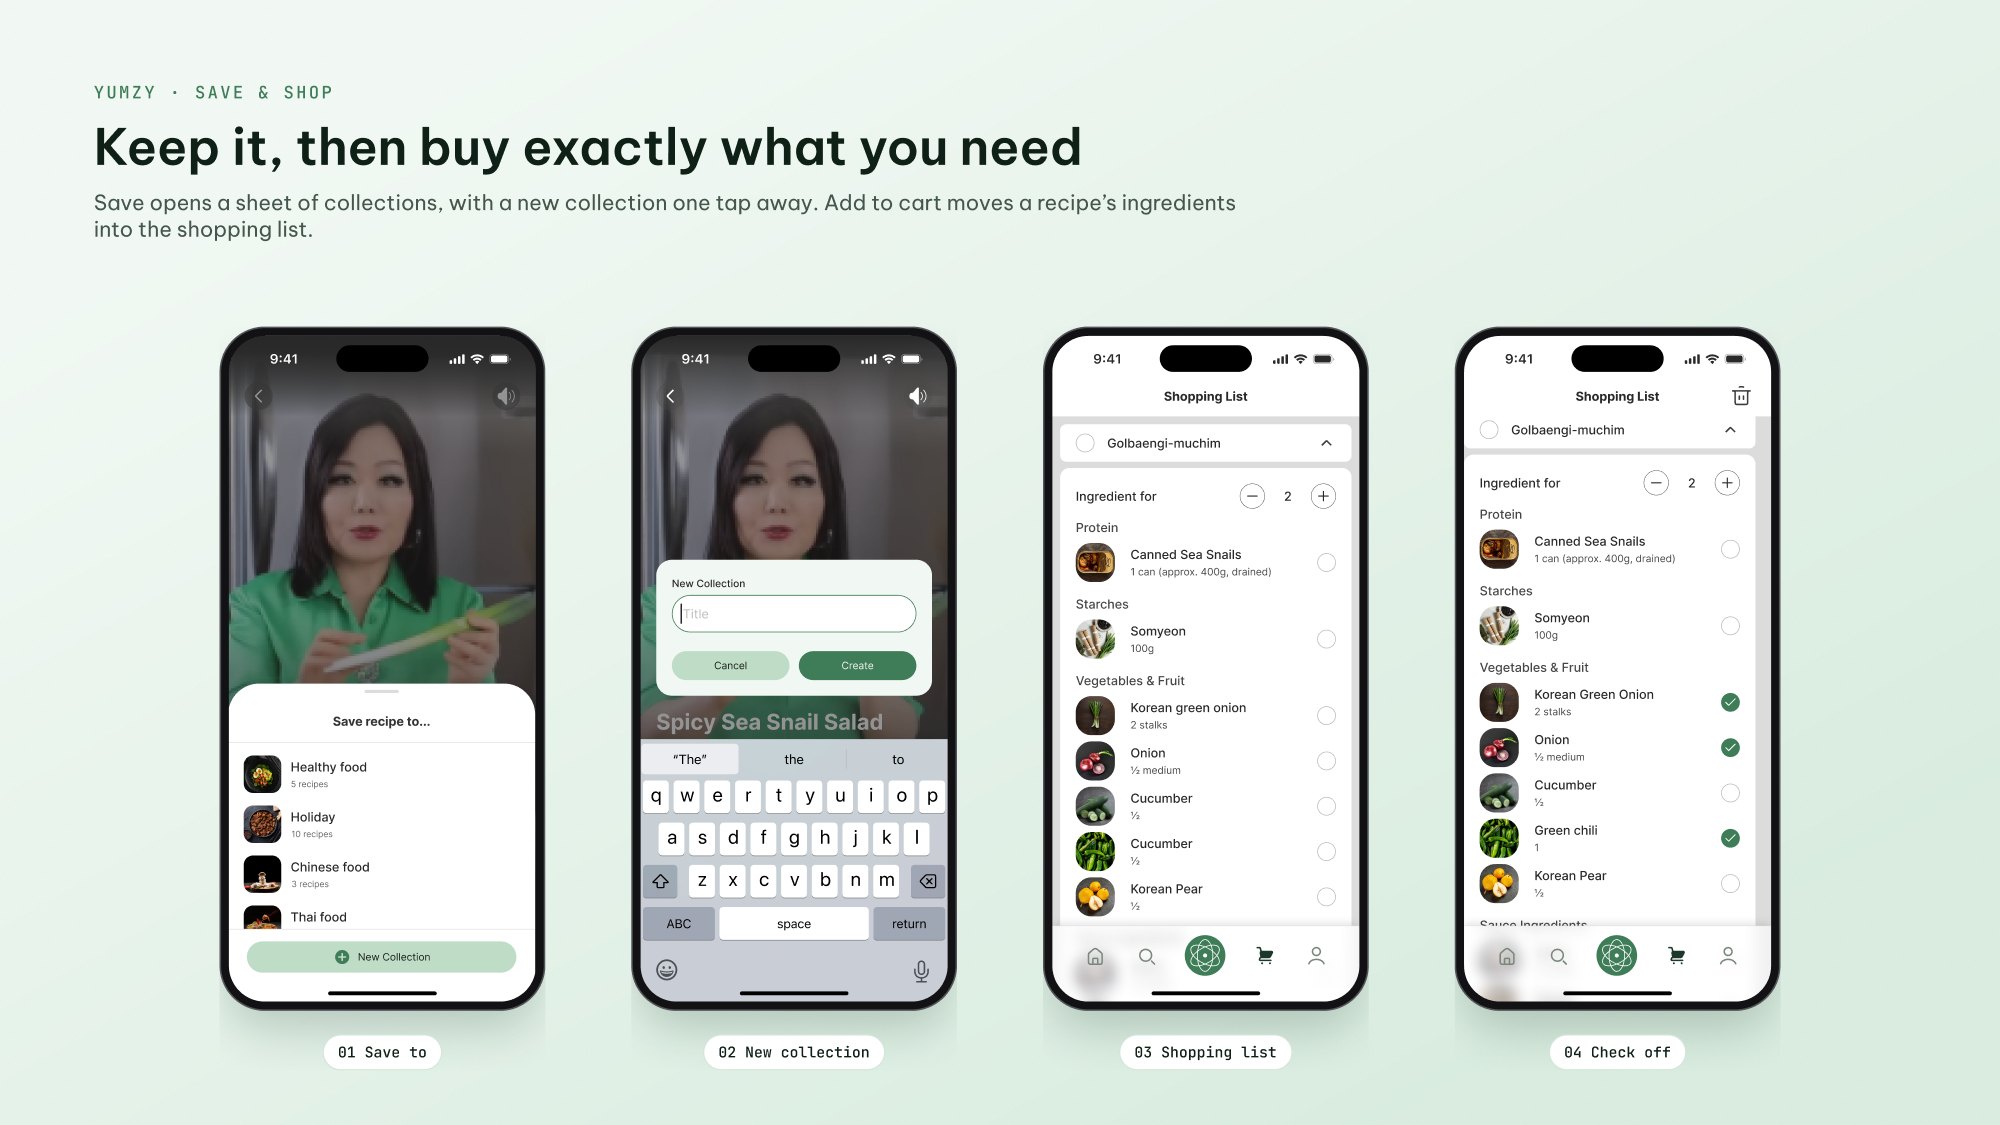 YUMZY · SAVE & SHOP
Keep it, then buy exactly what you need
Save opens a sheet of collections, with a new collection one tap away. Add to cart moves a recipe’s ingredients
into the shopping list.
9:41
Save recipe to...
Healthy food
5 recipes
Holiday
10 recipes
Chinese food
3 recipes
Thai food
New Collection
01 Save to
9:41
New Collection
Title
Cancel
Create
Spicy Sea Snail Salad
“The”
the
to
q w e r t y u i o p
a s d f g h j k l
z x c v b n m
ABC
space
return
02 New collection
9:41
Shopping List
Golbaengi-muchim
Ingredient for
2
Protein
Canned Sea Snails
1 can (approx. 400g, drained)
Starches
Somyeon
100g
Vegetables & Fruit
Korean green onion
2 stalks
Onion
½ medium
Cucumber
½
Cucumber
½
Korean Pear
½
03 Shopping list
9:41
Shopping List
Golbaengi-muchim
Ingredient for
2
Protein
Canned Sea Snails
1 can (approx. 400g, drained)
Starches
Somyeon
100g
Vegetables & Fruit
Korean Green Onion
2 stalks
Onion
½ medium
Cucumber
½
Green chili
1
Korean Pear
½
Sauce Ingredients
04 Check off